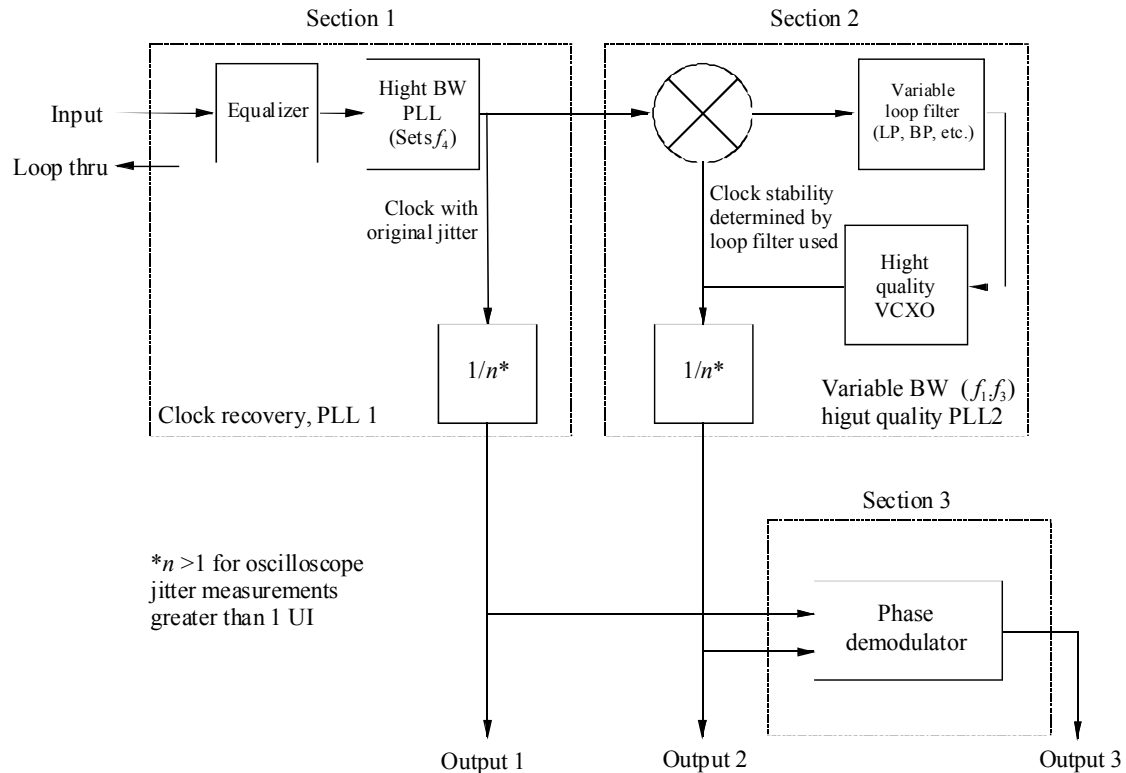 Section 1
Section 2
Input
Loop thru
Equalizer
Hight BW
PLL
(Sets f4)
Clock with
original jitter
1/n*
Clock recovery, PLL 1
Variable
loop filter
(LP, BP, etc.)
Clock stability
determined by
loop filter used
Hight
quality
VCXO
1/n*
Variable BW (f1,f3)
higut quality PLL2
*n >1 for oscilloscope
jitter measurements
greater than 1 UI
Section 3
Phase
demodulator
Output 1
Output 2
Output 3